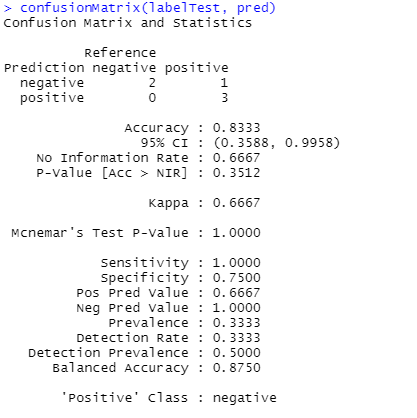 > confusionMatrix(labelTest, pred)
Confusion Matrix and Statistics
Reference
Prediction negative positive
negative 2 1
positive 0 3
Accuracy : 0.8333
95% CI : (0.3588, 0.9958)
No Information Rate : 0.6667
P-Value [Acc > NIR] : 0.3512
Kappa : 0.6667
Mcnemar's Test P-Value : 1.0000
Sensitivity : 1.0000
Specificity : 0.7500
Pos Pred Value : 0.6667
Neg Pred Value : 1.0000
Prevalence : 0.3333
Detection Rate : 0.3333
Detection Prevalence : 0.5000
Balanced Accuracy : 0.8750
'Positive' Class : negative